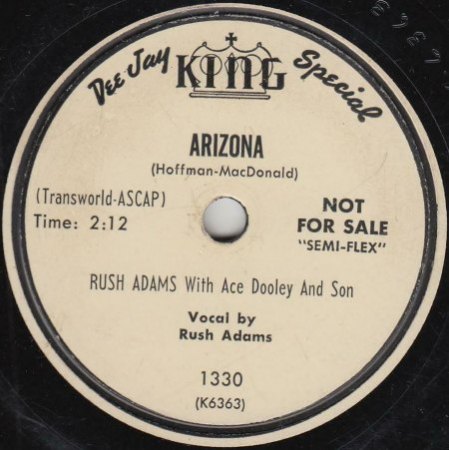 Dee-Jay KING Special
ARIZONA
(Hoffman-MacDonald)
(Transworld-ASCAP)
Time: 2:12
NOT
FOR SALE
"SEMI-FLEX"
RUSH ADAMS With Ace Dooley And Son
Vocal by
Rush Adams
1330
(K6363)